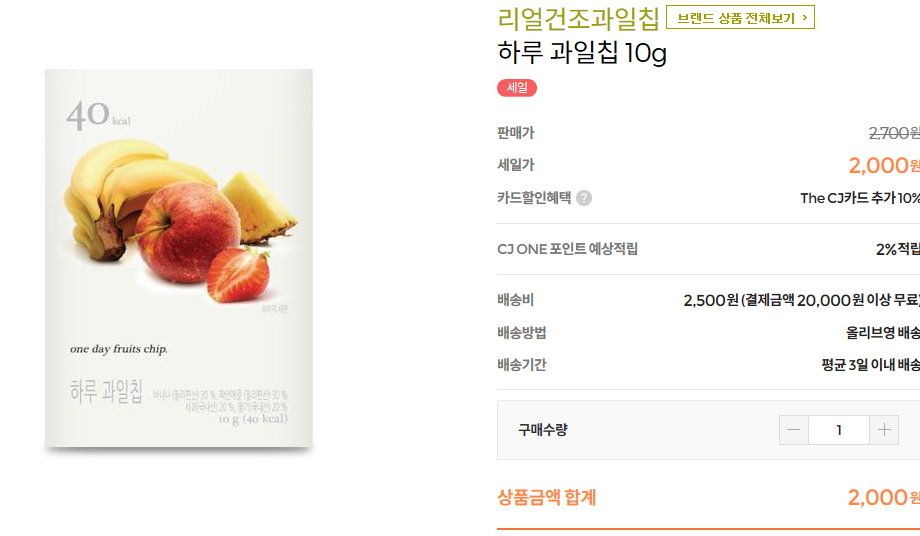 리얼건조과일칩 브랜드 상품 전체보기 >
하루 과일칩 10g
세일
판매가 2,700원
세일가 2,000원
카드할인혜택 ? The CJ카드 추가 10%
CJ ONE 포인트 예상적립 2%적립
배송비 2,500원 (결제금액 20,000원 이상 무료)
배송방법 올리브영 배송
배송기간 평균 3일 이내 배송
구매수량 1
상품금액 합계 2,000원
40 kcal
이미지 사진
one day fruits chip.
하루 과일칩
바나나(필리핀산) 30 %, 파인애플(필리핀산) 30 %
사과(국내산) 20 %, 딸기(국내산) 20 %
10 g (40 kcal)